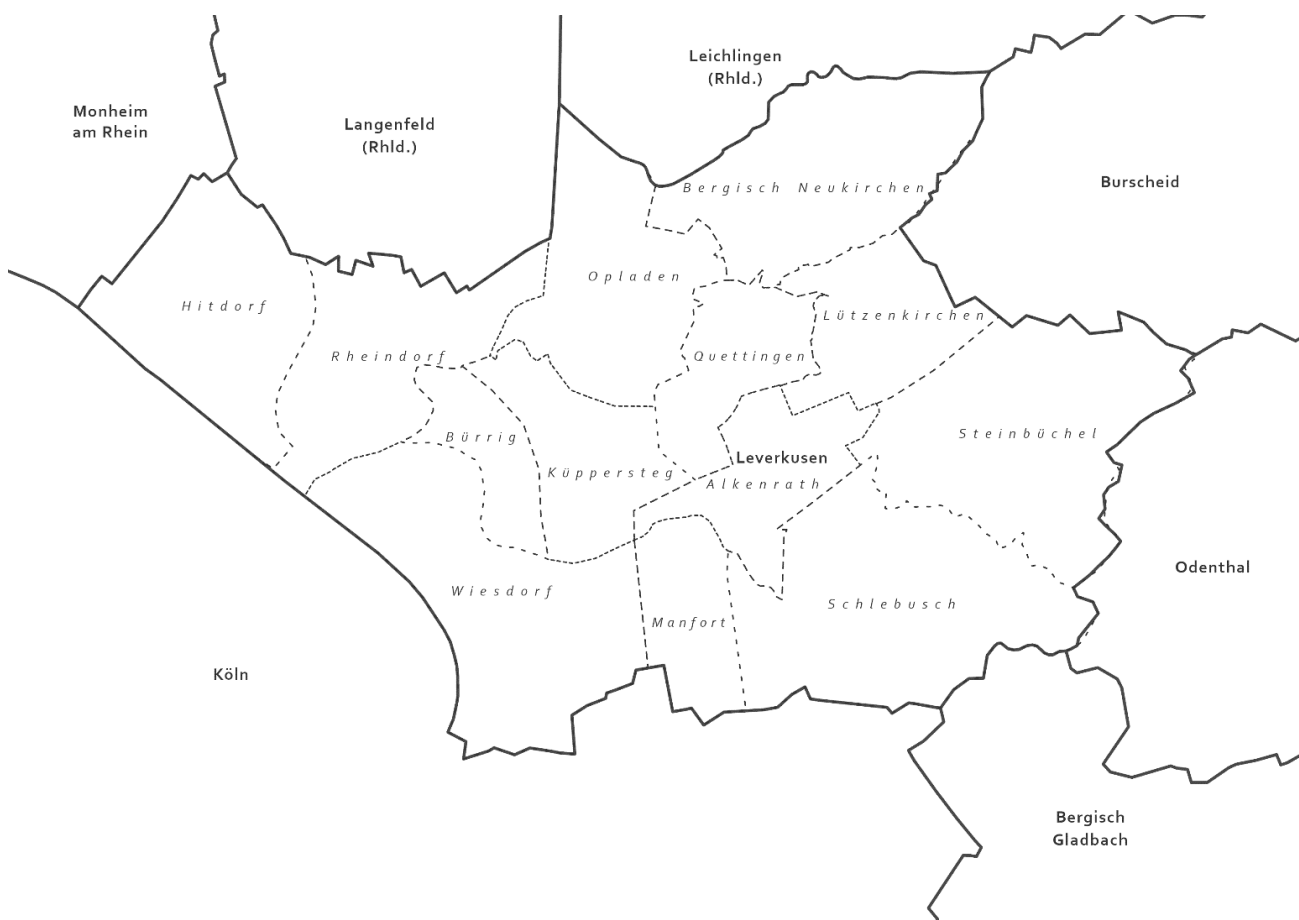 Leichlingen
(Rhld.)
Monheim
am Rhein
Langenfeld
(Rhld.)
Burscheid
Bergisch Neukirchen
Opladen
Hitdorf
Lützenkirchen
Rheindorf
Quettingen
Steinbüchel
Bürrig
Leverkusen
Küppersteg
Alkenrath
Odenthal
Wiesdorf
Schlebusch
Manfort
Köln
Bergisch
Gladbach